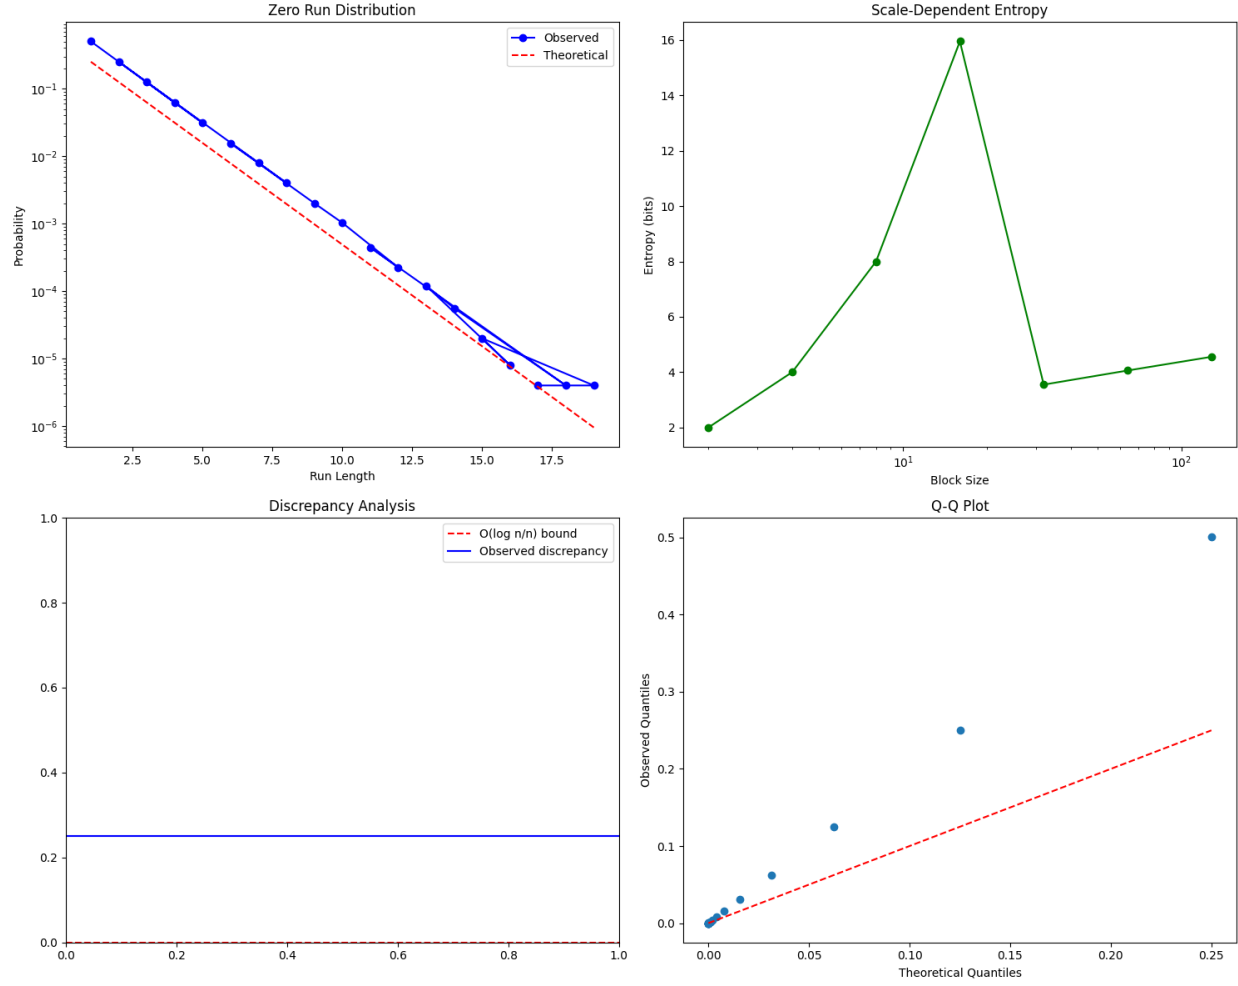 Zero Run Distribution
Observed
Theoretical
10⁻¹
10⁻²
10⁻³
10⁻⁴
10⁻⁵
10⁻⁶
Probability
2.5 5.0 7.5 10.0 12.5 15.0 17.5
Run Length
Scale-Dependent Entropy
16
14
12
10
8
6
4
2
Entropy (bits)
10¹ 10²
Block Size
Discrepancy Analysis
O(log n/n) bound
Observed discrepancy
1.0
0.8
0.6
0.4
0.2
0.0
0.0 0.2 0.4 0.6 0.8 1.0
Q-Q Plot
0.5
0.4
0.3
0.2
0.1
0.0
Observed Quantiles
0.00 0.05 0.10 0.15 0.20 0.25
Theoretical Quantiles